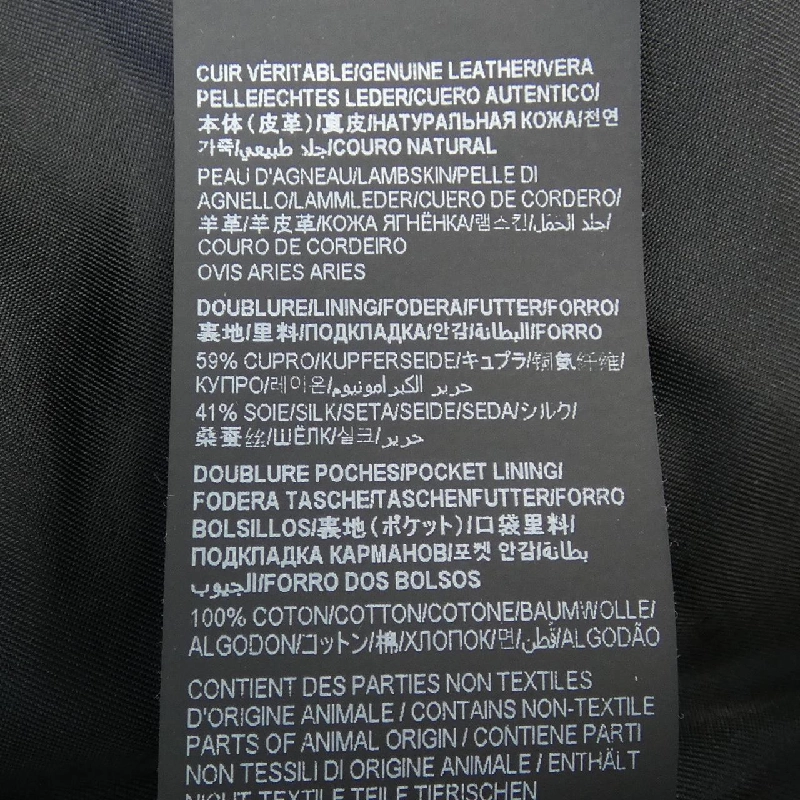 CUIR VÉRITABLE/GENUINE LEATHER/VERA
PELLE/ECHTES LEDER/CUERO AUTENTICO/
本体(皮革)/真皮/НАТУРАЛЬНАЯ КОЖА/천연
가죽/جلد طبيعي/COURO NATURAL
PEAU D'AGNEAU/LAMBSKIN/PELLE DI
AGNELLO/LAMMLEDER/CUERO DE CORDERO/
羊革/羊皮革/КОЖА ЯГНЁНКА/램스킨/جلد الحمَل/
COURO DE CORDEIRO
OVIS ARIES ARIES
DOUBLURE/LINING/FODERA/FUTTER/FORRO/
裏地/里料/ПОДКЛАДКА/안감/البطانة/FORRO
59% CUPRO/KUPFERSEIDE/キュプラ/铜氨纤维/
КУПРО/레이온/حرير الكبرامونيوم
41% SOIE/SILK/SETA/SEIDE/SEDA/シルク/
桑蚕丝/ШЁЛК/실크/حرير
DOUBLURE POCHES/POCKET LINING/
FODERA TASCHE/TASCHENFUTTER/FORRO
BOLSILLOS/裏地(ポケット)/口袋里料/
ПОДКЛАДКА КАРМАНОВ/포켓 안감/بطانة
الجيوب/FORRO DOS BOLSOS
100% COTON/COTTON/COTONE/BAUMWOLLE/
ALGODON/コットン/棉/ХЛОПОК/면/قطن/ALGODÃO
CONTIENT DES PARTIES NON TEXTILES
D'ORIGINE ANIMALE / CONTAINS NON-TEXTILE
PARTS OF ANIMAL ORIGIN / CONTIENE PARTI
NON TESSILI DI ORIGINE ANIMALE / ENTHÄLT
NICHT TEXTILE TEILE TIERISCHEN